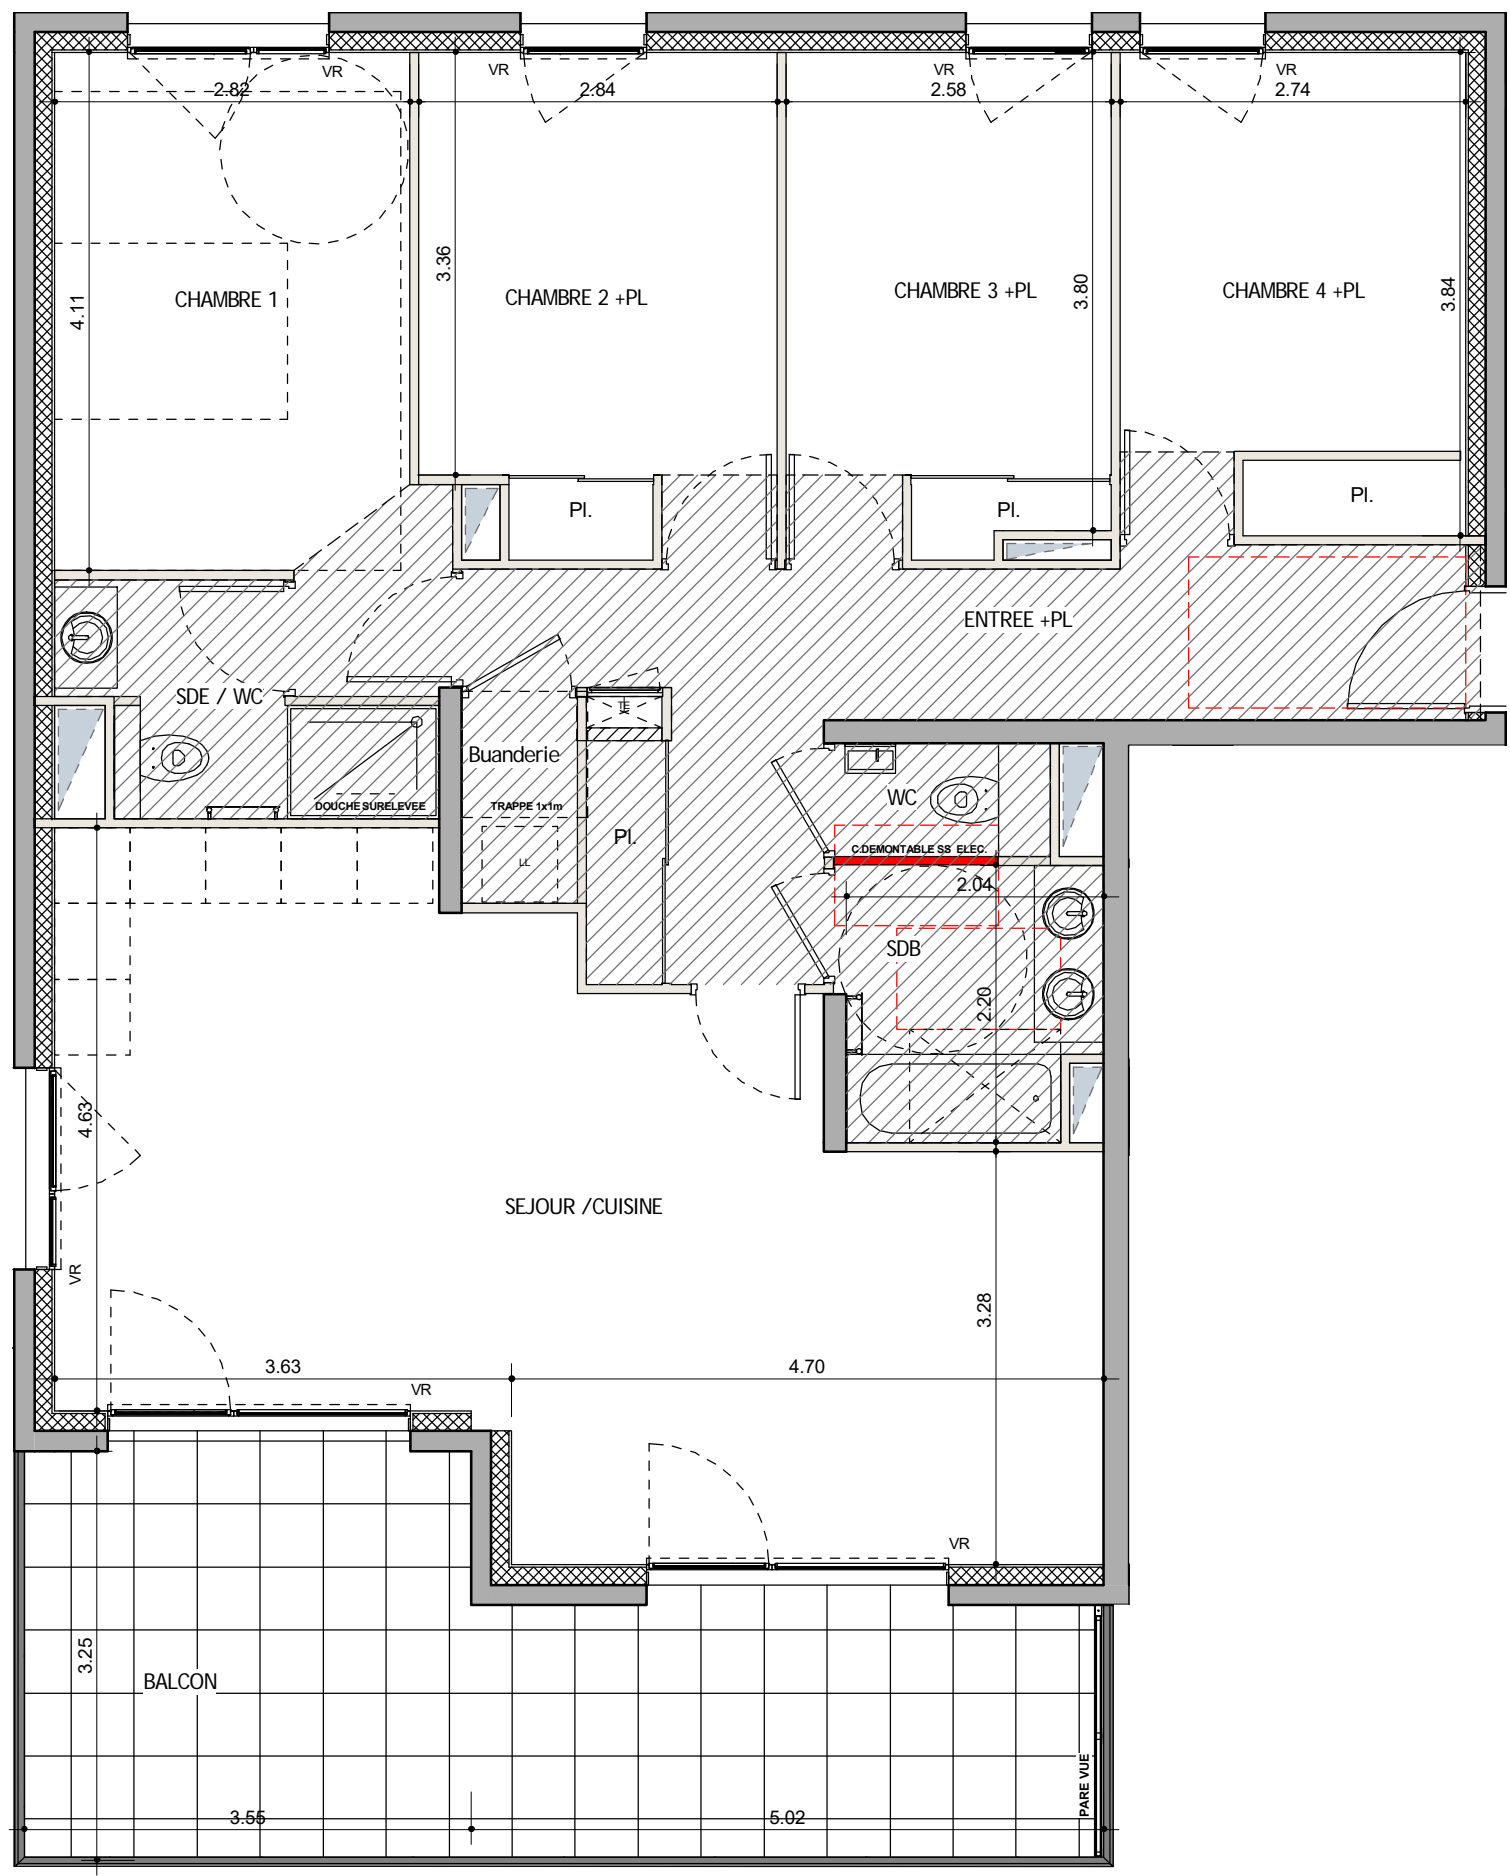 VR
VR
VR
VR
2.82
2.84
2.58
2.74
4.11
3.36
3.80
3.84
CHAMBRE 1
CHAMBRE 2 +PL
CHAMBRE 3 +PL
CHAMBRE 4 +PL
Pl.
Pl.
Pl.
ENTREE +PL
SDE / WC
TE
Buanderie
DOUCHE SURELEVEE
TRAPPE 1x1m
WC
Pl.
C.DEMONTABLE SS ELEC.
LL
2.04
SDB
2.20
4.63
SEJOUR /CUISINE
VR
3.28
3.63
4.70
VR
VR
3.25
BALCON
PARE VUE
3.55
5.02